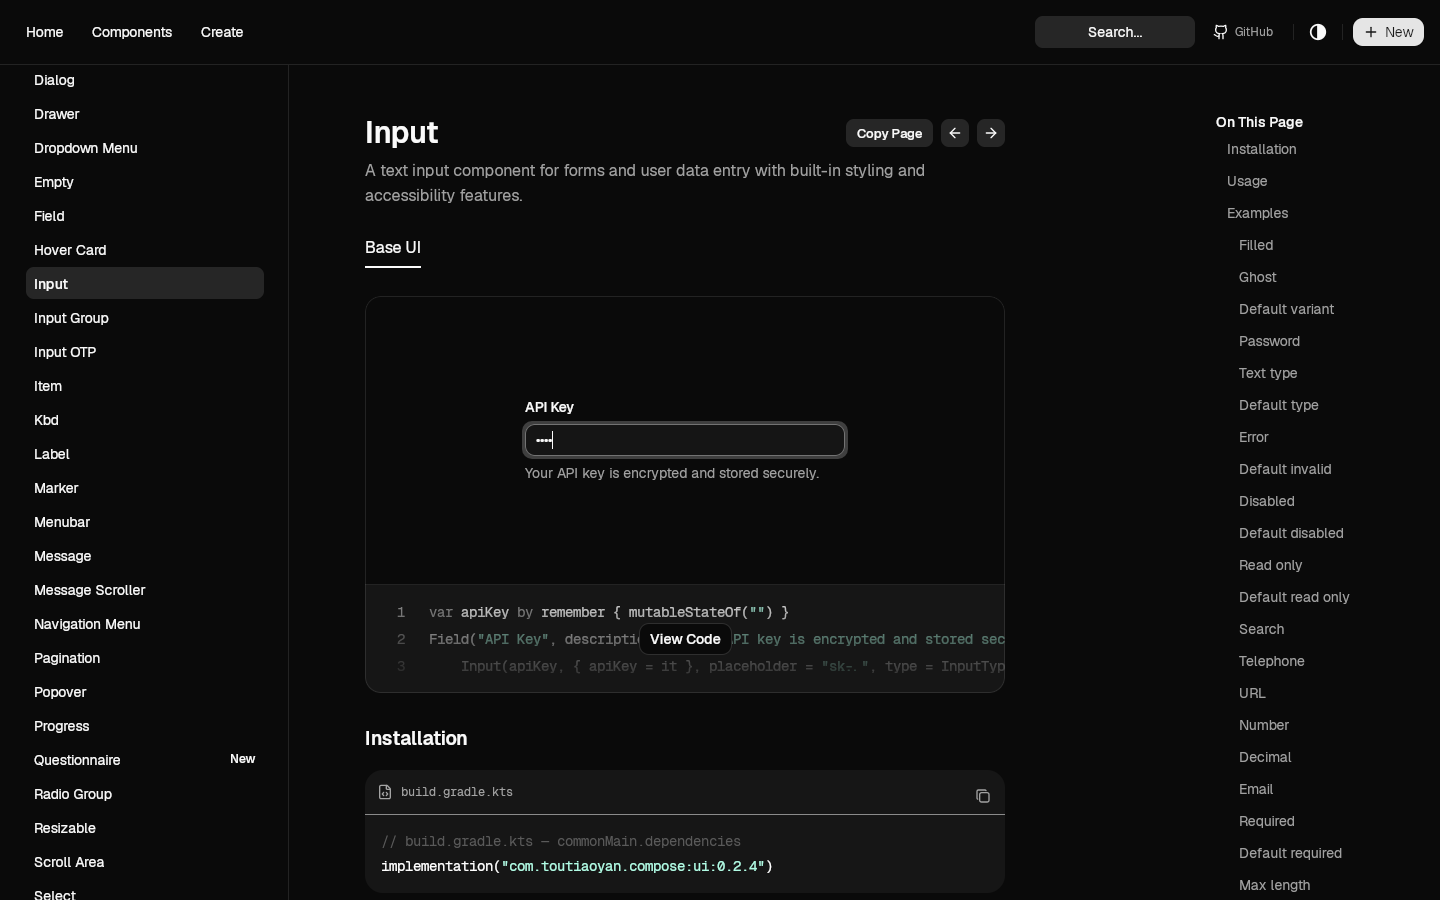 Home
Components
Create
Search...
GitHub
New
Dialog
Drawer
Dropdown Menu
Empty
Field
Hover Card
Input
Input Group
Input OTP
Item
Kbd
Label
Marker
Menubar
Message
Message Scroller
Navigation Menu
Pagination
Popover
Progress
Questionnaire New
Radio Group
Resizable
Scroll Area
Select
Input
Copy Page
A text input component for forms and user data entry with built-in styling and
accessibility features.
Base UI
API Key
••••
Your API key is encrypted and stored securely.
1 var apiKey by remember { mutableStateOf("") }
2 Field("API Key", API key is encrypted and stored
View Code
3 Input(apiKey, { apiKey = it }, placeholder = type =
Installation
build.gradle.kts
// build.gradle.kts — commonMain.dependencies
implementation("com.toutiaoyan.compose:ui:0.2.4")
On This Page
Installation
Usage
Examples
Filled
Ghost
Default variant
Password
Text type
Default type
Error
Default invalid
Disabled
Default disabled
Read only
Default read only
Search
Telephone
URL
Number
Decimal
Email
Required
Default required
Max length